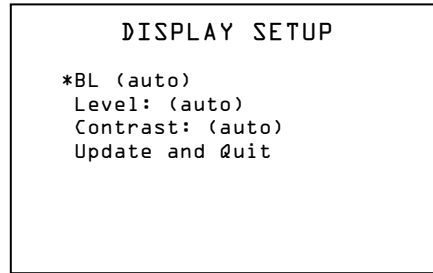 DISPLAY SETUP
*BL (auto)
Level: (auto)
Contrast: (auto)
Update and Quit